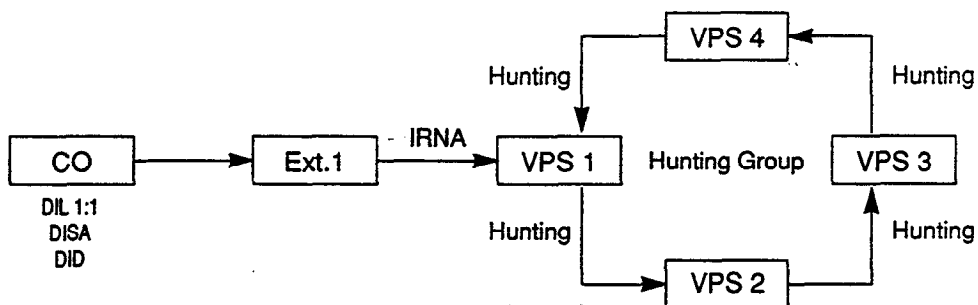 VPS 4
Hunting
Hunting
IRNA
CO
Ext.1
VPS 1
Hunting Group
VPS 3
DIL 1:1
DISA
DID
Hunting
Hunting
VPS 2